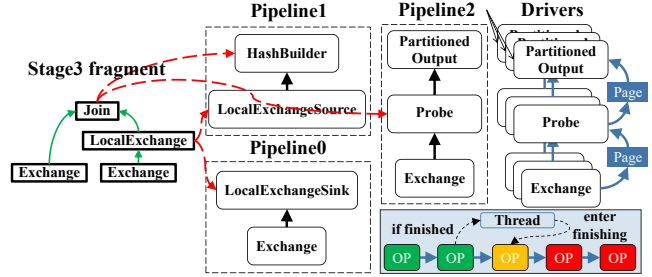 Pipeline1
Pipeline2
Drivers
Stage3 fragment
HashBuilder
LocalExchangeSource
Join
LocalExchange
Exchange
Exchange
Pipeline0
LocalExchangeSink
Exchange
Partitioned
Output
Probe
Exchange
Partitioned
Output
Probe
Exchange
Page
Page
if finished
Thread
enter
finishing
OP
OP
OP
OP
OP